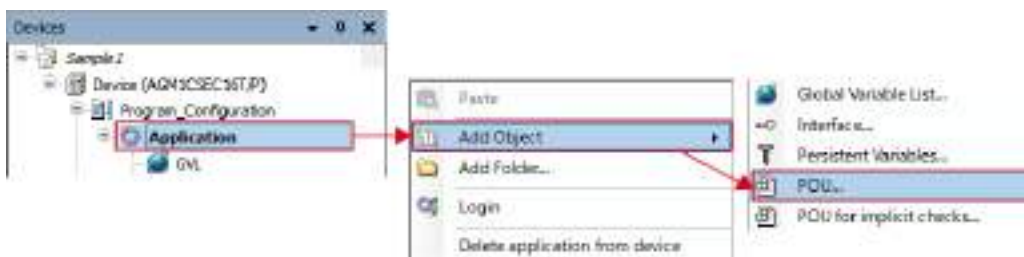 Devices
Sample1
Device (
Program_Configuration
Application
GVL
Paste
Add Object
Add Folder...
Login
Delete application from device
Global Variable List...
Interface...
Persistent Variables...
POU...
POU for implicit checks...